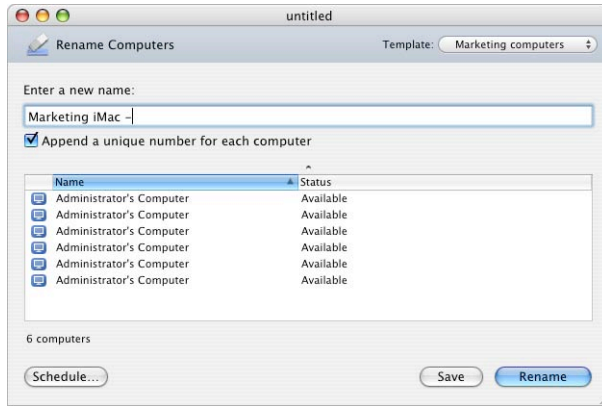 untitled
Rename Computers Template: Marketing computers
Enter a new name:
Marketing iMac -
Append a unique number for each computer
Name Status
Administrator's Computer Available
Administrator's Computer Available
Administrator's Computer Available
Administrator's Computer Available
Administrator's Computer Available
Administrator's Computer Available
6 computers
Schedule... Save Rename